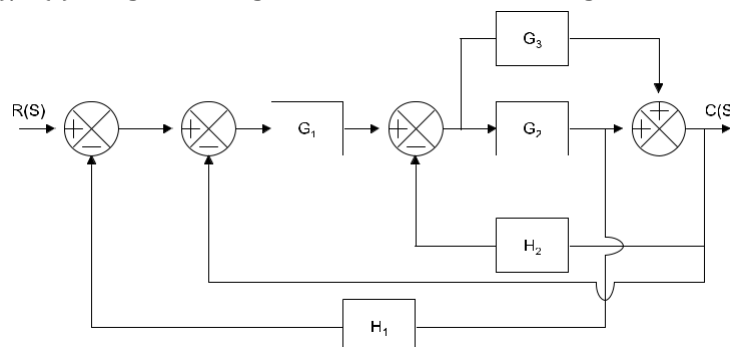 G₃
R(S)
C(S
+
−
+
−
G₁
+
−
G₂
+
+
H₂
H₁